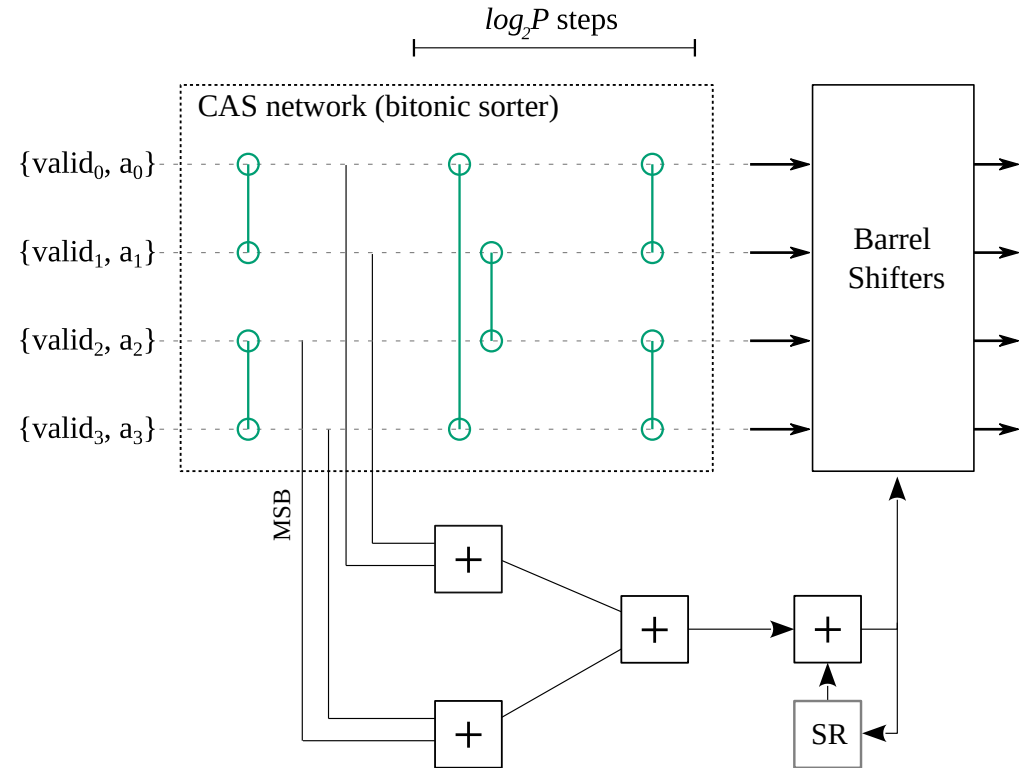 log₂P steps
CAS network (bitonic sorter)
{valid₀, a₀}
{valid₁, a₁}
{valid₂, a₂}
{valid₃, a₃}
Barrel
Shifters
MSB
+
+
+
+
SR